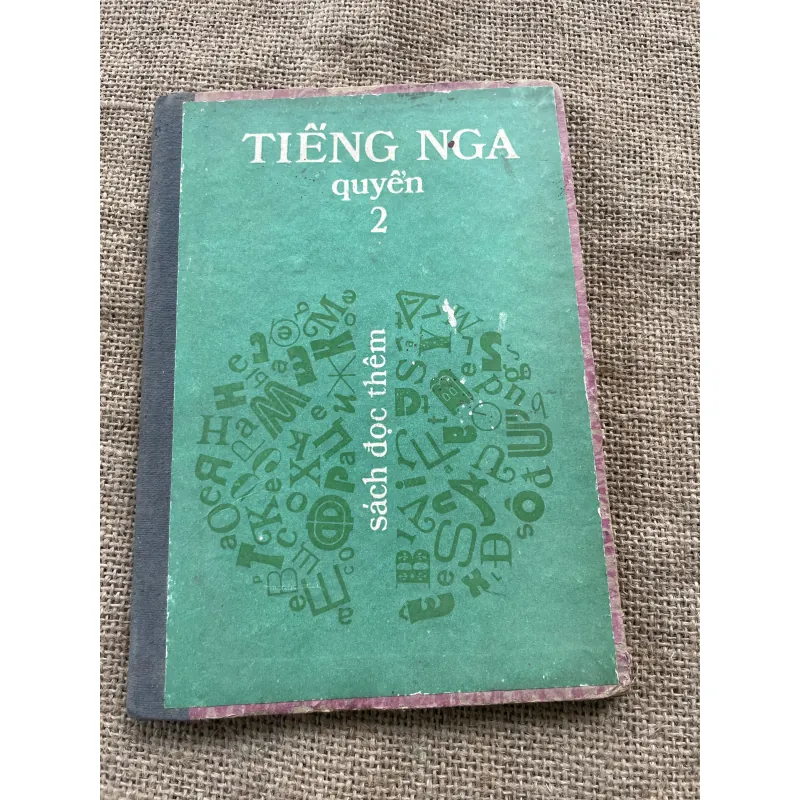 TIẾNG NGA
quyển
2
sách đọc thêm